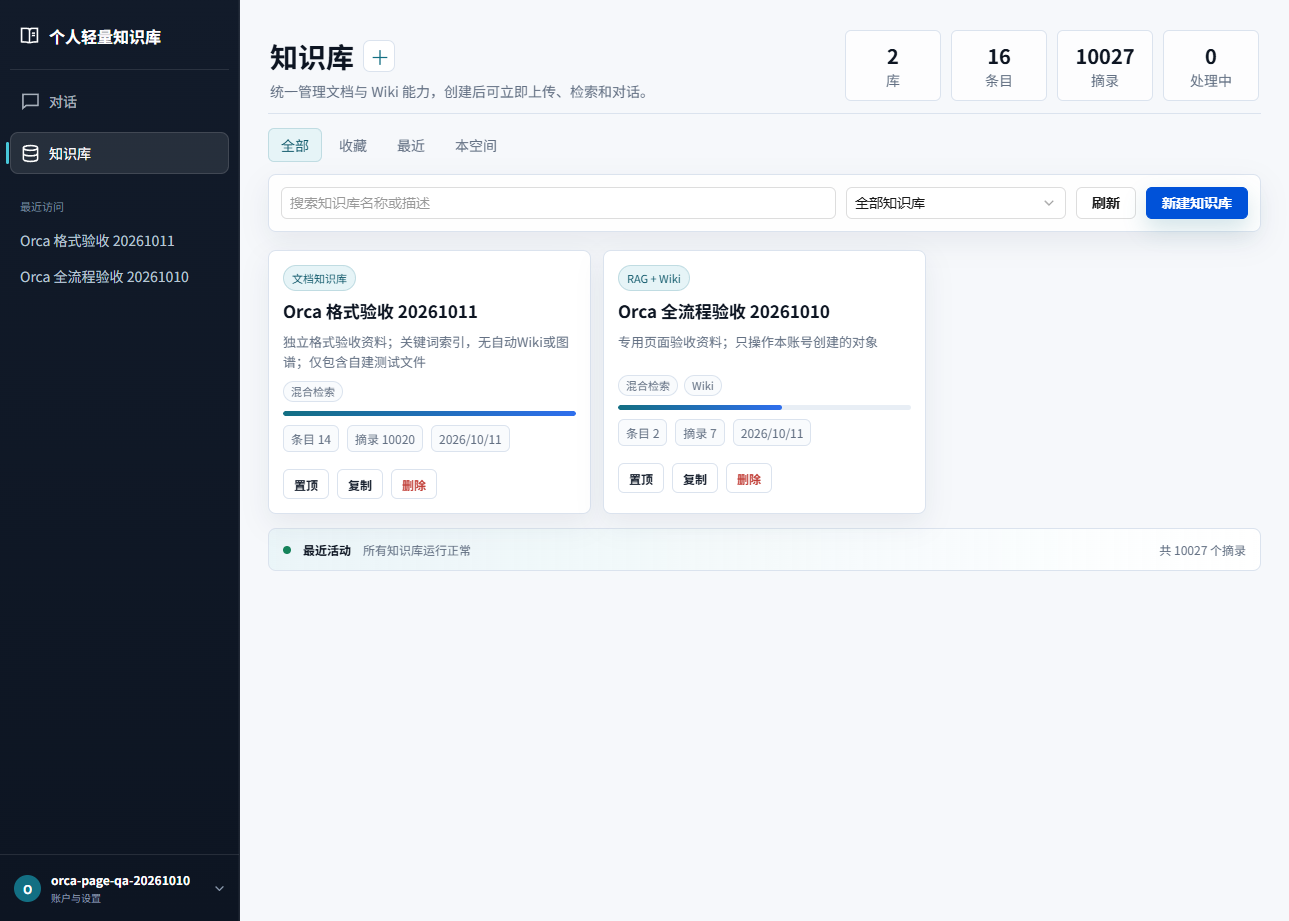 个人轻量知识库
对话
知识库
最近访问
Orca 格式验收 20261011
Orca 全流程验收 20261010
O
orca-page-qa-20261010
账户与设置
知识库
统一管理文档与 Wiki 能力，创建后可立即上传、检索和对话。
2
库
16
条目
10027
摘录
0
处理中
全部 收藏 最近 本空间
搜索知识库名称或描述 全部知识库 刷新 新建知识库
文档知识库
Orca 格式验收 20261011
独立格式验收资料；关键词索引，无自动Wiki或图
谱；仅包含自建测试文件
混合检索
条目 14 摘录 10020 2026/10/11
置顶 复制 删除
RAG + Wiki
Orca 全流程验收 20261010
专用页面验收资料；只操作本账号创建的对象
混合检索 Wiki
条目 2 摘录 7 2026/10/11
置顶 复制 删除
最近活动 所有知识库运行正常 共 10027 个摘录